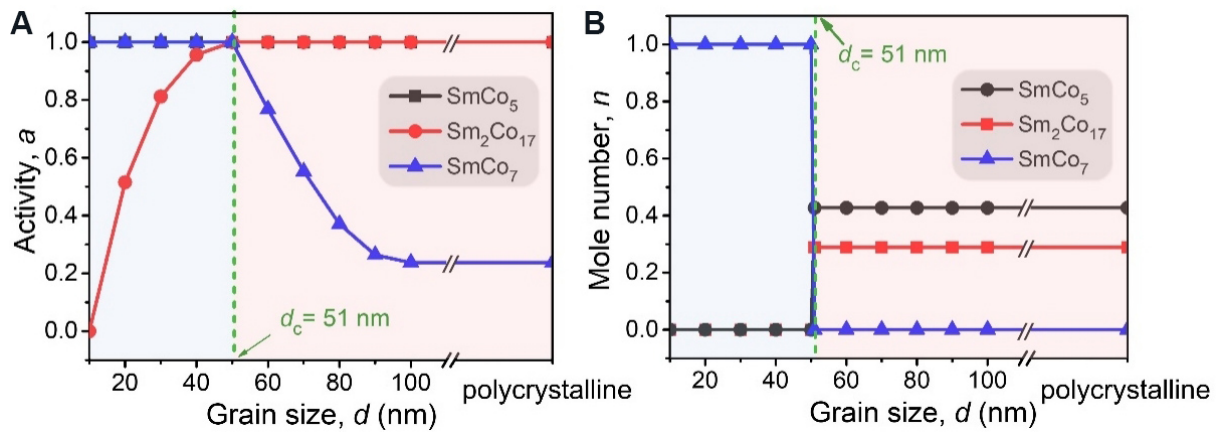 A
Activity, a
1.0
0.8
0.6
0.4
0.2
0.0
SmCo₅
Sm₂Co₁₇
SmCo₇
d_c= 51 nm
20 40 60 80 100
polycrystalline
Grain size, d (nm)
B
Mole number, n
1.0
0.8
0.6
0.4
0.2
0.0
d_c= 51 nm
SmCo₅
Sm₂Co₁₇
SmCo₇
20 40 60 80 100
polycrystalline
Grain size, d (nm)